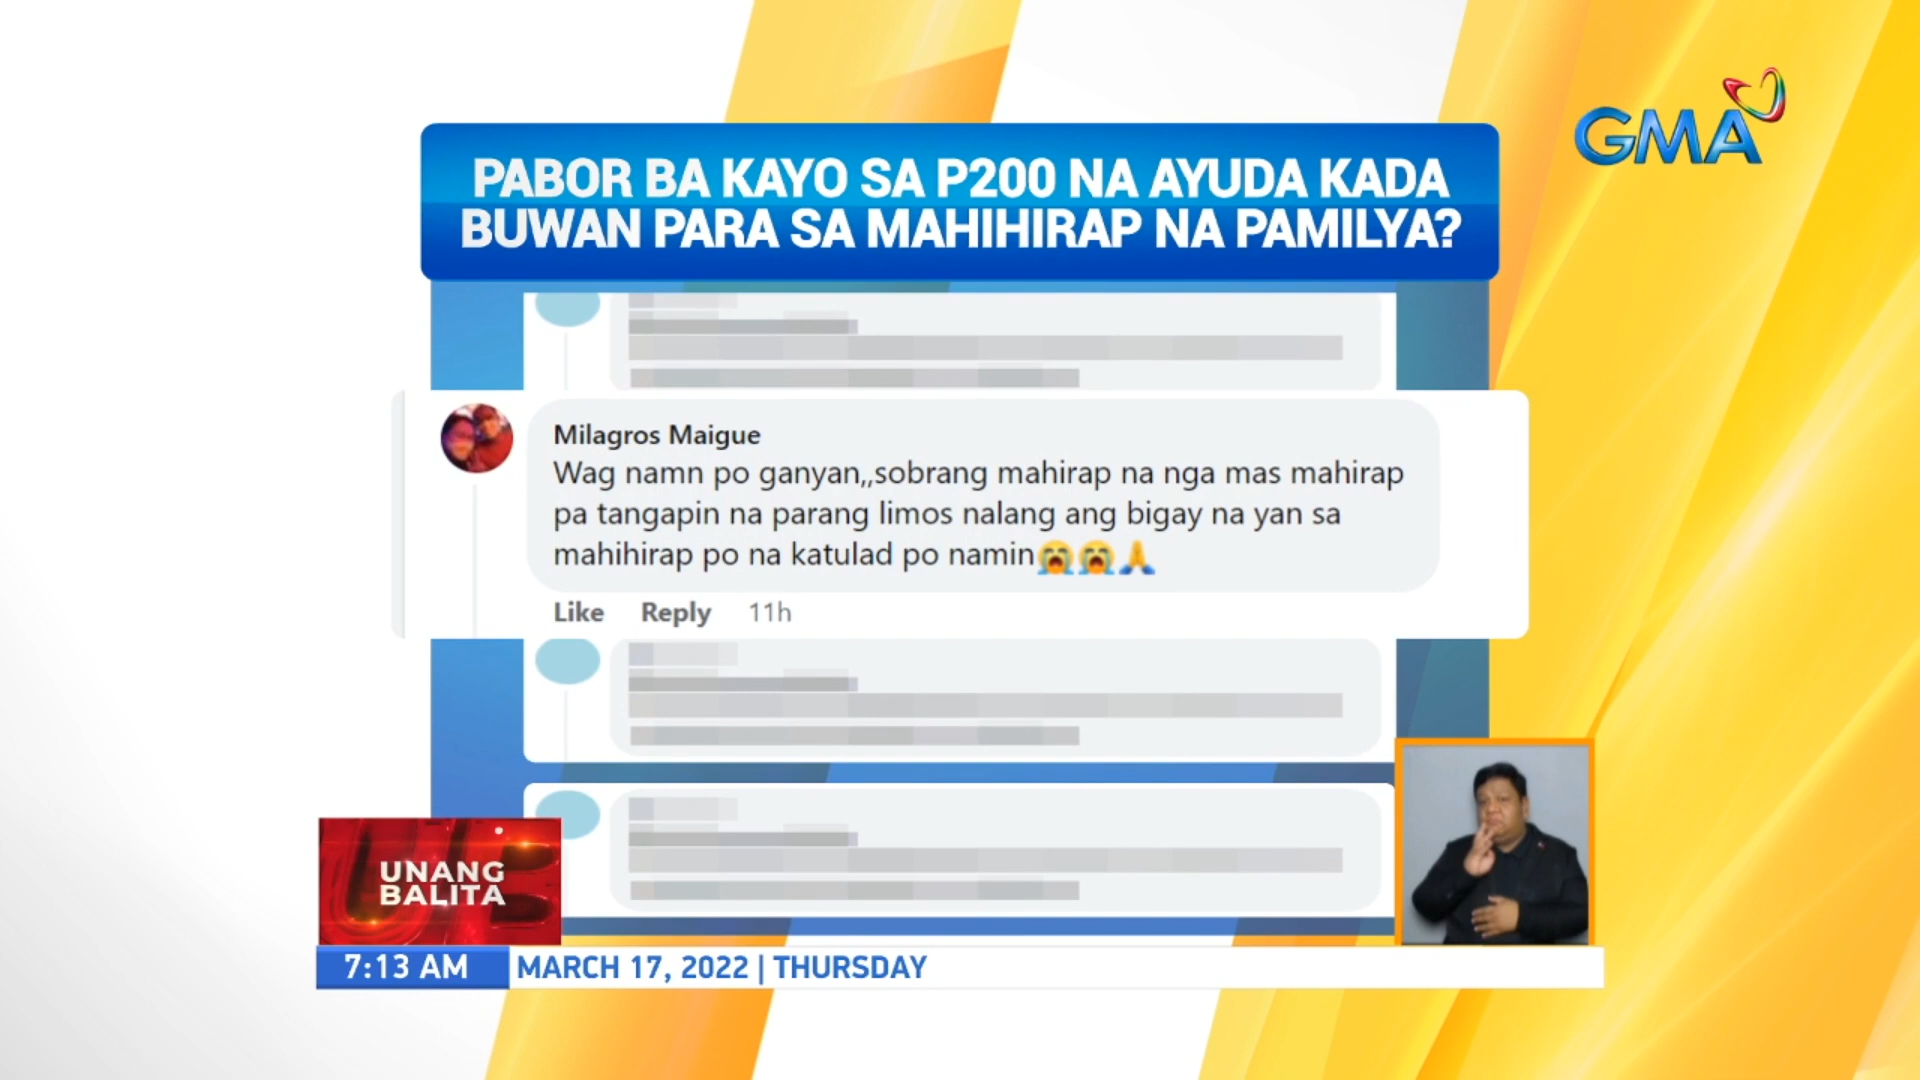 GMA
PABOR BA KAYO SA P200 NA AYUDA KADA
BUWAN PARA SA MAHIHIRAP NA PAMILYA?
Milagros Maigue
Wag namn po ganyan,,sobrang mahirap na nga mas mahirap
pa tangapin na parang limos nalang ang bigay na yan sa
mahihirap po na katulad po namin😭😭🙏
Like Reply 11h
UNANG
BALITA
7:13 AM MARCH 17, 2022 | THURSDAY